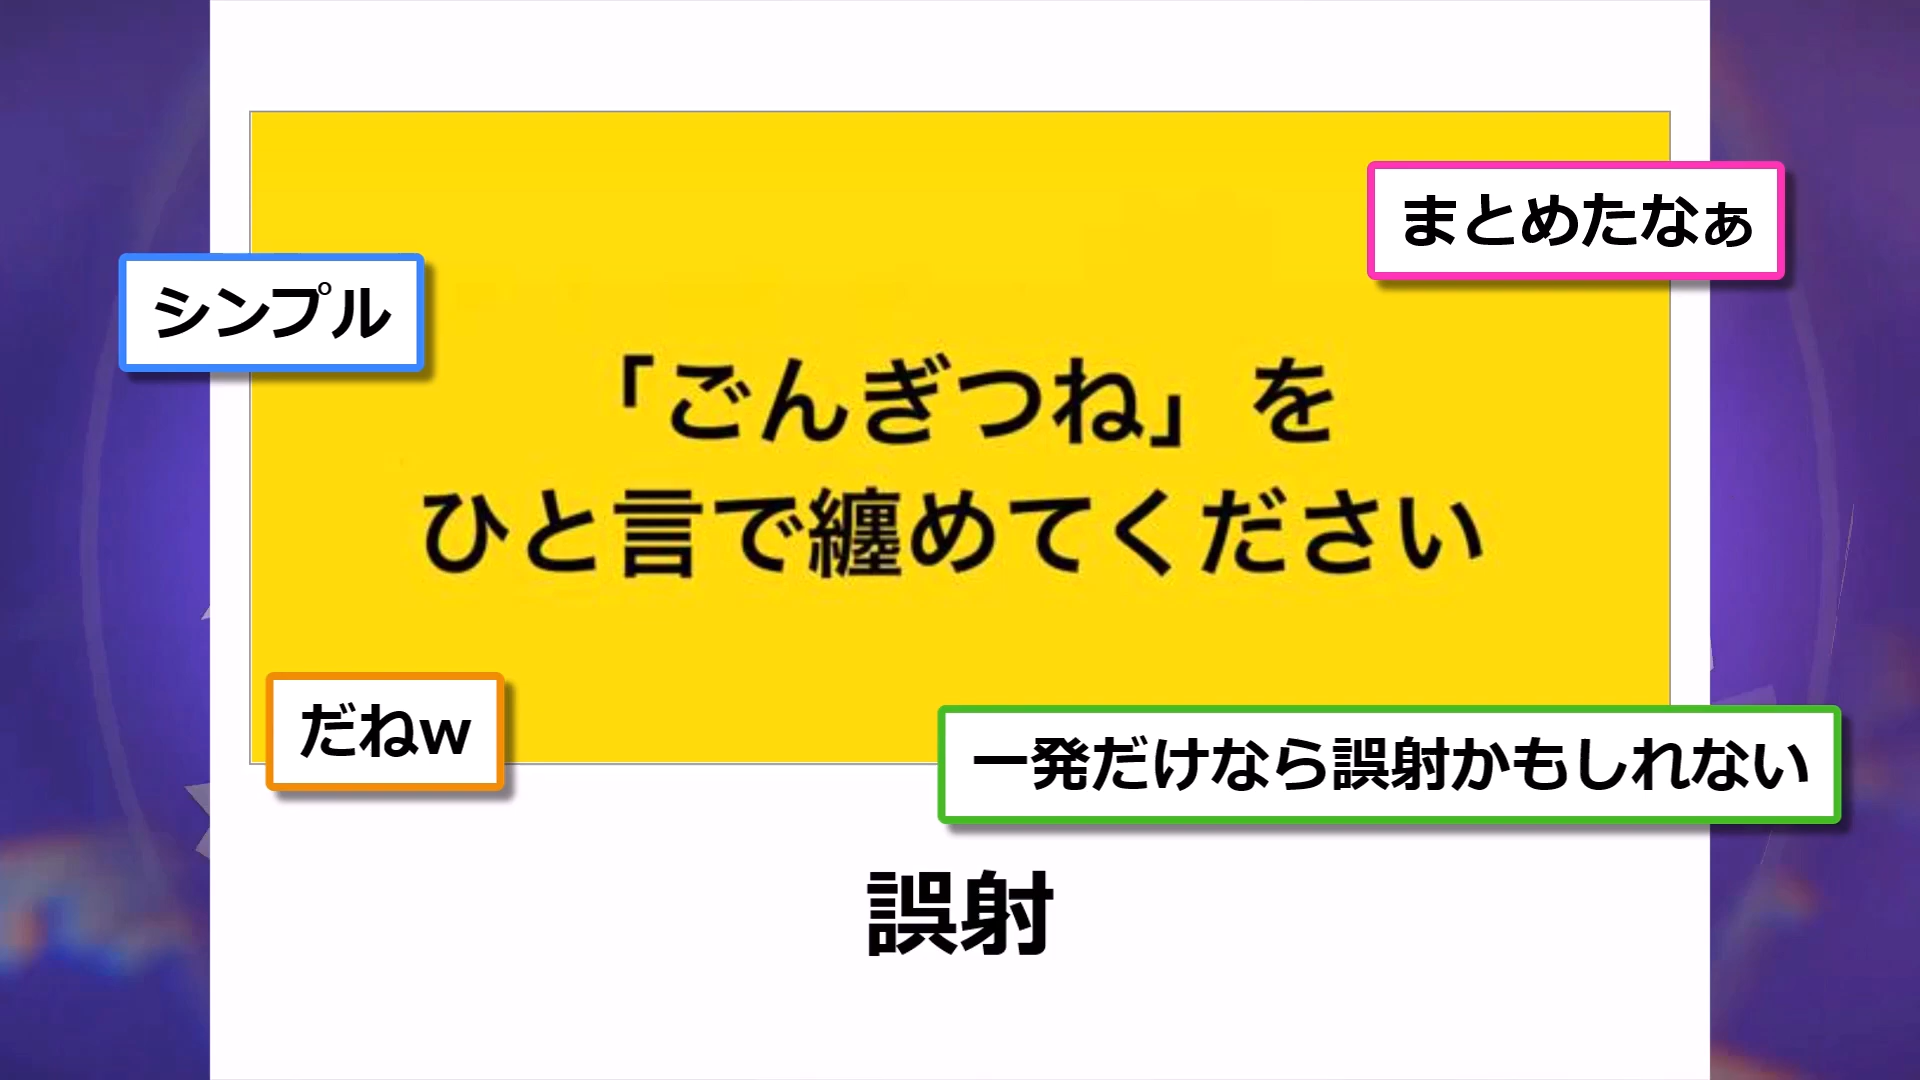 まとめたなぁ
シンプル
「ごんぎつね」を
ひと言で纏めてください
だねw
一発だけなら誤射かもしれない
誤射